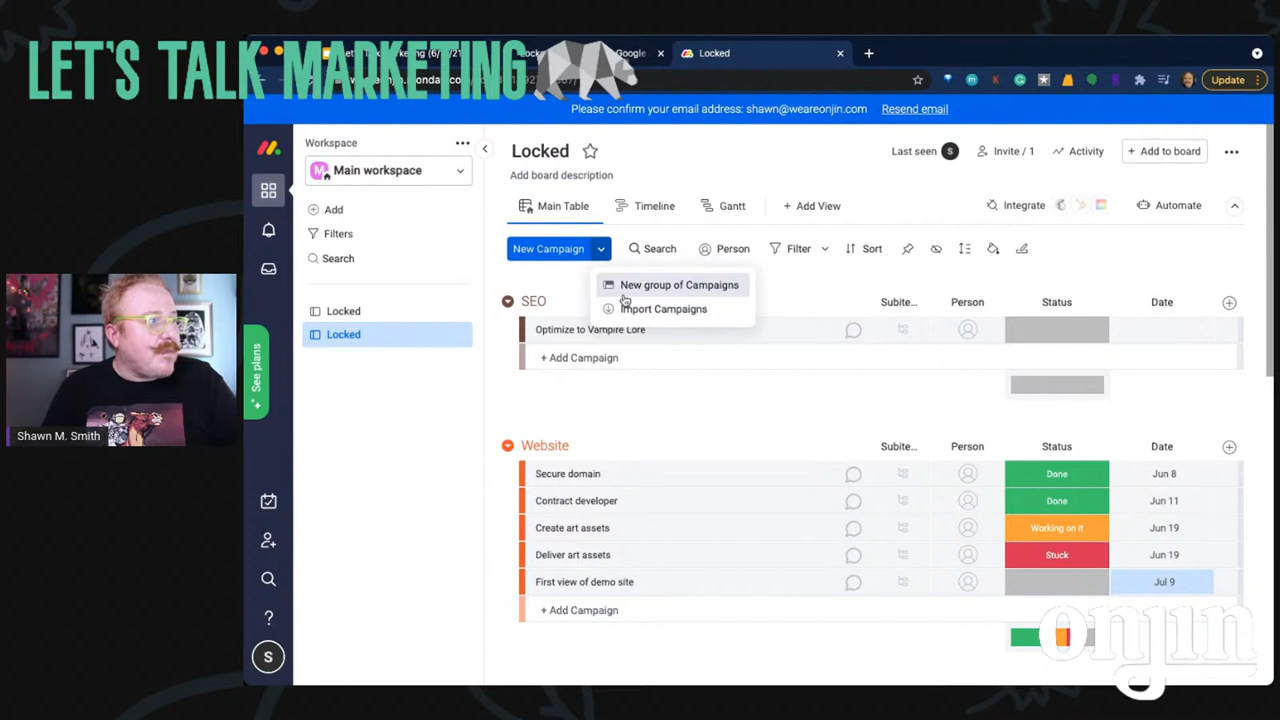 LET'S TALK MARKETING
Google
Locked
Update
Please confirm your email address: shawn@weareonjin.com Resend email
Workspace
M Main workspace
Add
Filters
Search
Locked
Locked
See plans
S
Locked
Add board description
Last seen S Invite / 1 Activity + Add to board
Main Table Timeline Gantt + Add View Integrate Automate
New Campaign Search Person Filter Sort
New group of Campaigns
Import Campaigns
SEO Subite... Person Status Date
Optimize to Vampire Lore
+ Add Campaign
Website Subite... Person Status Date
Secure domain Done Jun 8
Contract developer Done Jun 11
Create art assets Working on it Jun 19
Deliver art assets Stuck Jun 19
First view of demo site Jul 9
+ Add Campaign
Shawn M. Smith
onjin